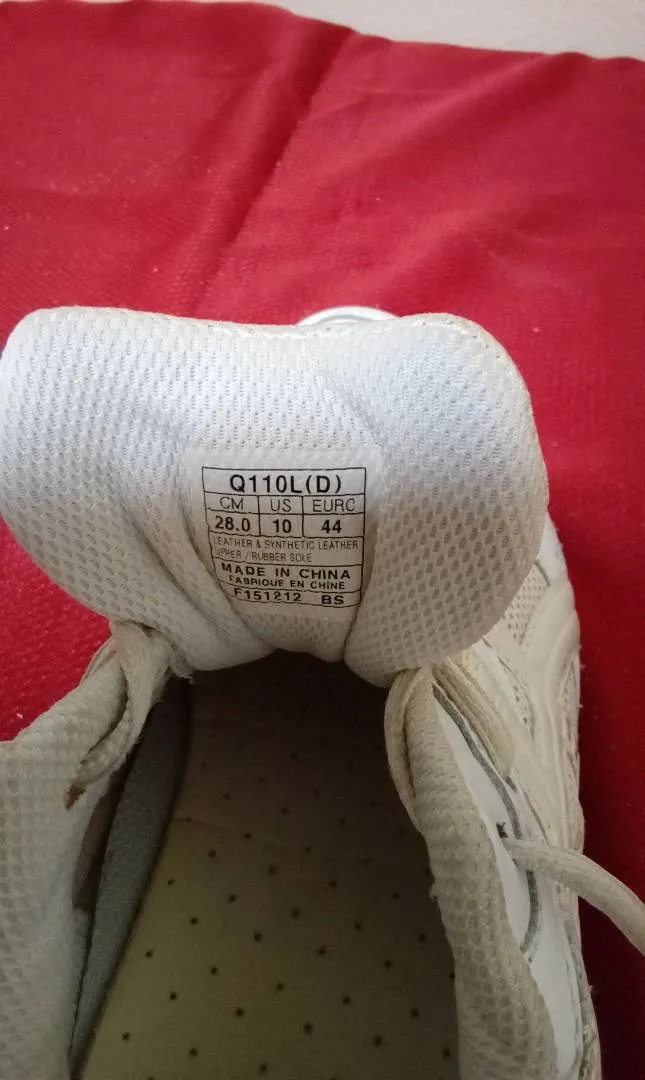 Q110L(D)
CM US EURO
28.0 10 44
LEATHER & SYNTHETIC LEATHER
UPPER / RUBBER SOLE
MADE IN CHINA
FABRIQUE EN CHINE
F151212 BS